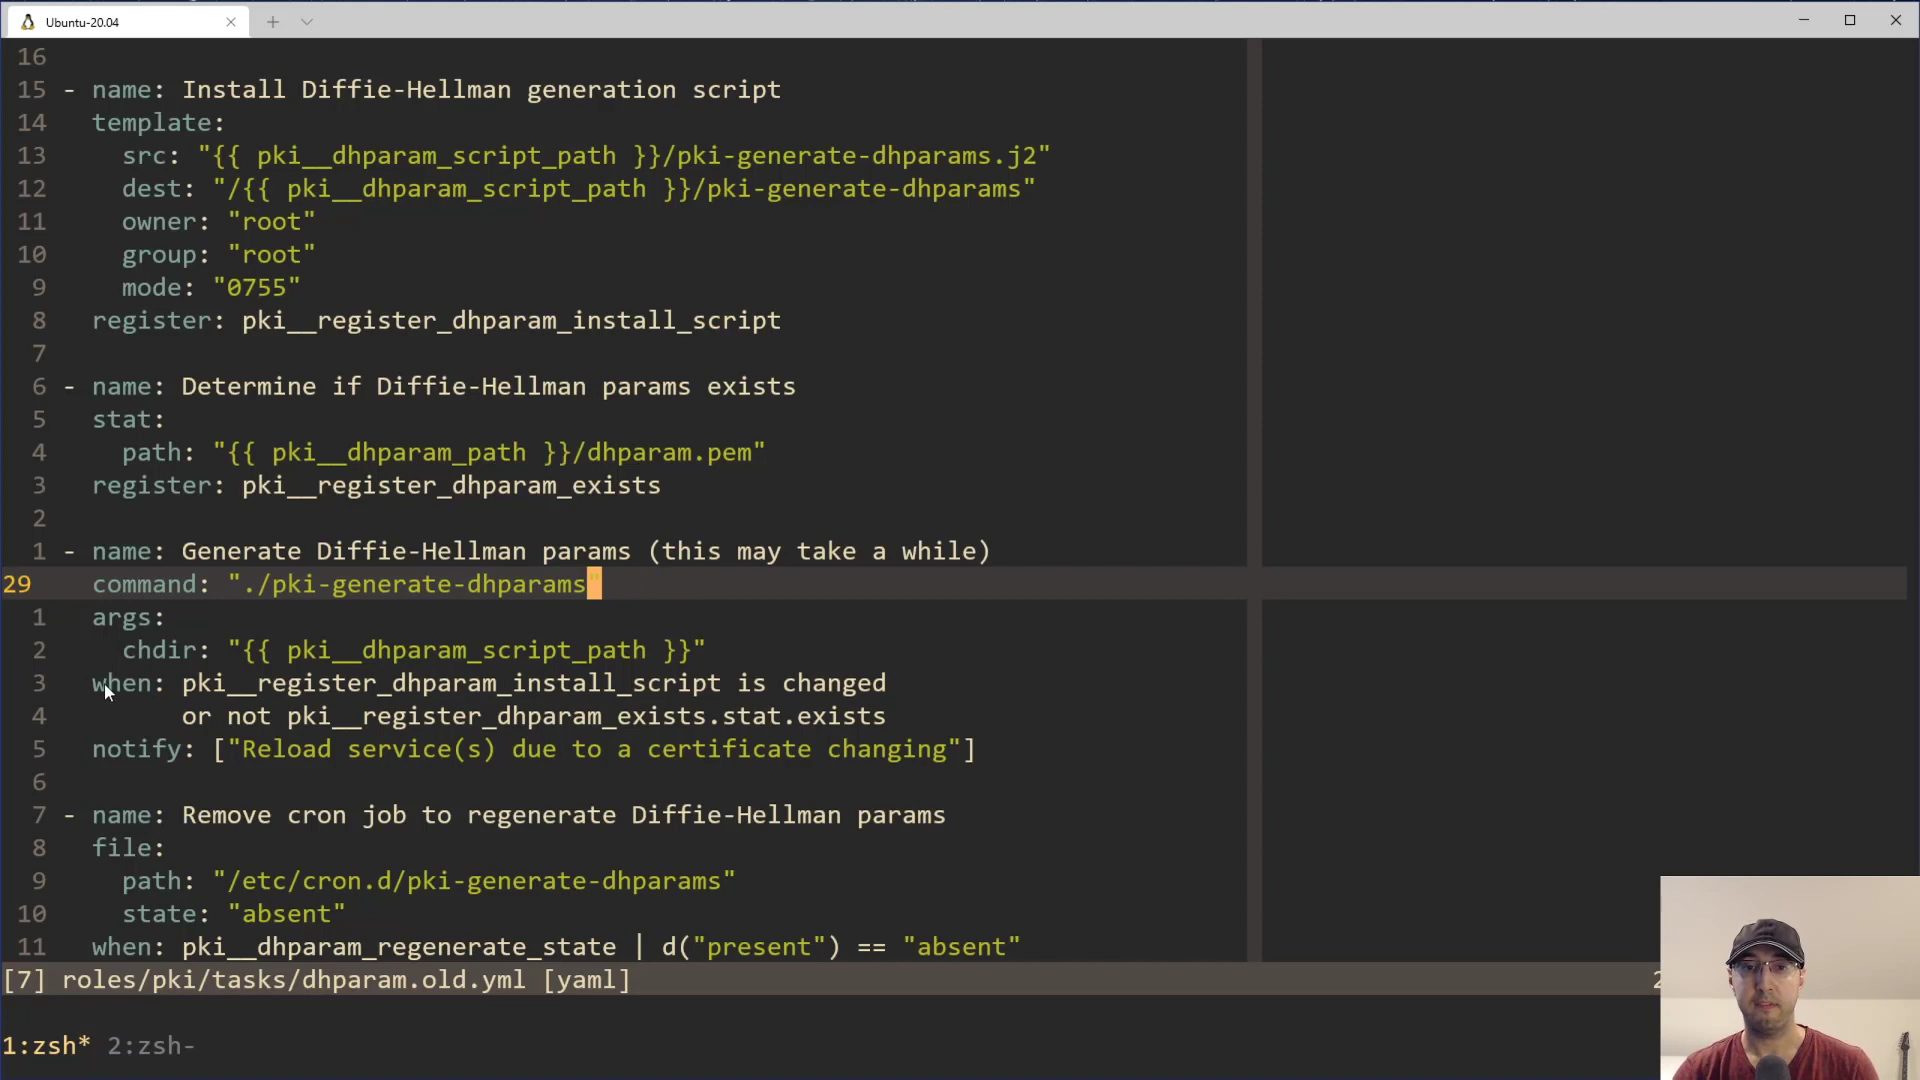 Ubuntu-20.04
16
15 - name: Install Diffie-Hellman generation script
14   template:
13     src: "{{ pki__dhparam_script_path }}/pki-generate-dhparams.j2"
12     dest: "/{{ pki__dhparam_script_path }}/pki-generate-dhparams"
11     owner: "root"
10     group: "root"
9     mode: "0755"
8   register: pki__register_dhparam_install_script
7
6 - name: Determine if Diffie-Hellman params exists
5   stat:
4     path: "{{ pki__dhparam_path }}/dhparam.pem"
3   register: pki__register_dhparam_exists
2
1 - name: Generate Diffie-Hellman params (this may take a while)
29   command: "./pki-generate-dhparams"
1   args:
2     chdir: "{{ pki__dhparam_script_path }}"
3   when: pki__register_dhparam_install_script is changed
4         or not pki__register_dhparam_exists.stat.exists
5   notify: ["Reload service(s) due to a certificate changing"]
6
7 - name: Remove cron job to regenerate Diffie-Hellman params
8   file:
9     path: "/etc/cron.d/pki-generate-dhparams"
10     state: "absent"
11   when: pki__dhparam_regenerate_state | d("present") == "absent"
[7] roles/pki/tasks/dhparam.old.yml [yaml]
1:zsh* 2:zsh-